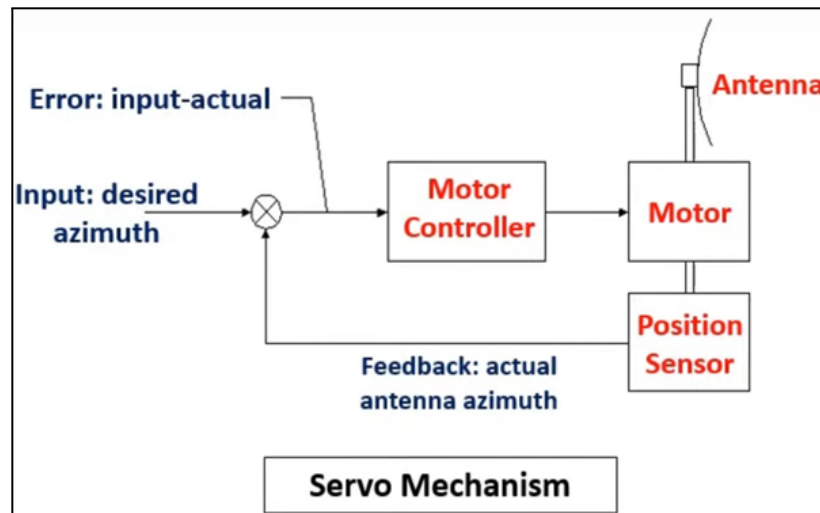 Error: input-actual
Antenna
Input: desired
azimuth
Motor
Controller
Motor
Position
Sensor
Feedback: actual
antenna azimuth
Servo Mechanism